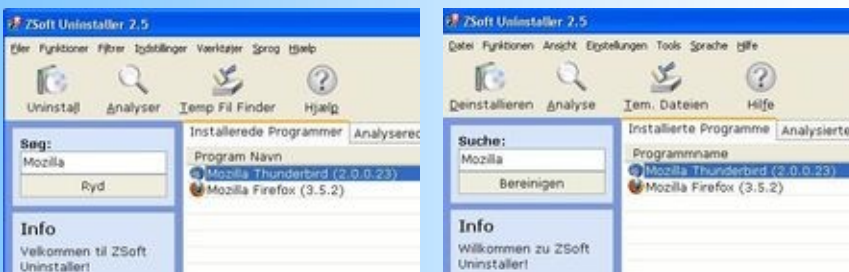 ZSoft Uninstaller 2.5
Filer Funktioner Filtrer Indstillinger Værktøjer Sprog Hjælp
Uninstall Analyser Temp Fil Finder Hjælp
Søg:
Mozilla
Ryd
Info
Velkommen til ZSoft
Uninstaller!
Installerede Programmer Analysered
Program Navn
Mozilla Thunderbird (2.0.0.23)
Mozilla Firefox (3.5.2)
ZSoft Uninstaller 2.5
Datei Funktionen Ansicht Einstellungen Tools Sprache Hilfe
Deinstallieren Analyse Tem. Dateien Hilfe
Suche:
Mozilla
Bereinigen
Info
Willkommen zu ZSoft
Uninstaller!
Installierte Programme Analysierte
Programmname
Mozilla Thunderbird (2.0.0.23)
Mozilla Firefox (3.5.2)